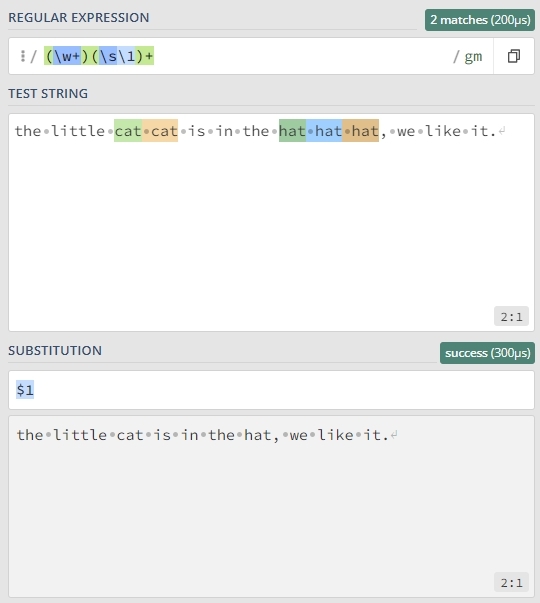 REGULAR EXPRESSION
2 matches (200µs)
/ (\w+)(\s\1)+ / gm
TEST STRING
the·little·cat·cat·is·in·the·hat·hat·hat,·we·like·it.↵
2:1
SUBSTITUTION
success (300µs)
$1
the·little·cat·is·in·the·hat,·we·like·it.↵
2:1